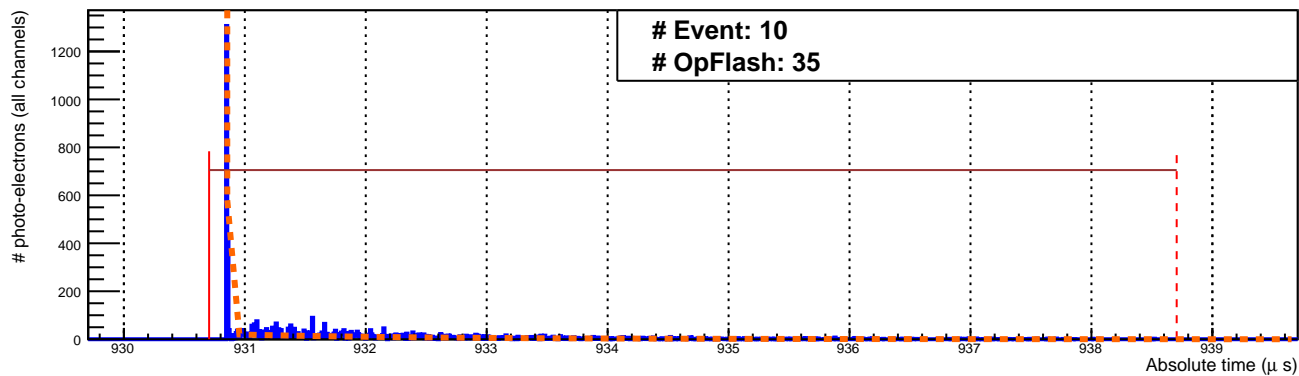 # Event: 10
# OpFlash: 35
# photo-electrons (all channels)
1200
1000
800
600
400
200
0
930 931 932 933 934 935 936 937 938 939
Absolute time (μ s)